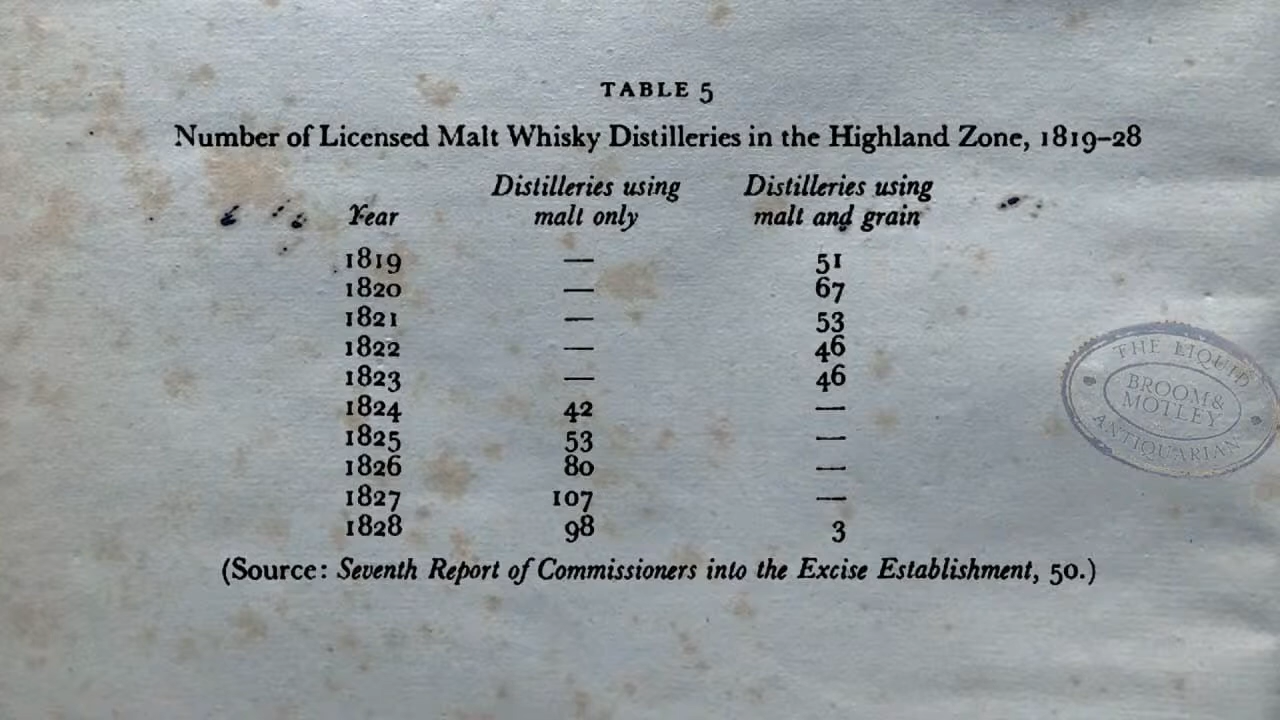 TABLE 5
Number of Licensed Malt Whisky Distilleries in the Highland Zone, 1819–28
Distilleries using Distilleries using
Year malt only malt and grain
1819 — 51
1820 — 67
1821 — 53
1822 — 46
1823 — 46
1824 42 —
1825 53 —
1826 80 —
1827 107 —
1828 98 3
(Source: Seventh Report of Commissioners into the Excise Establishment, 50.)
THE LIQUID
BROOM &
MOTLEY
ANTIQUARIAN